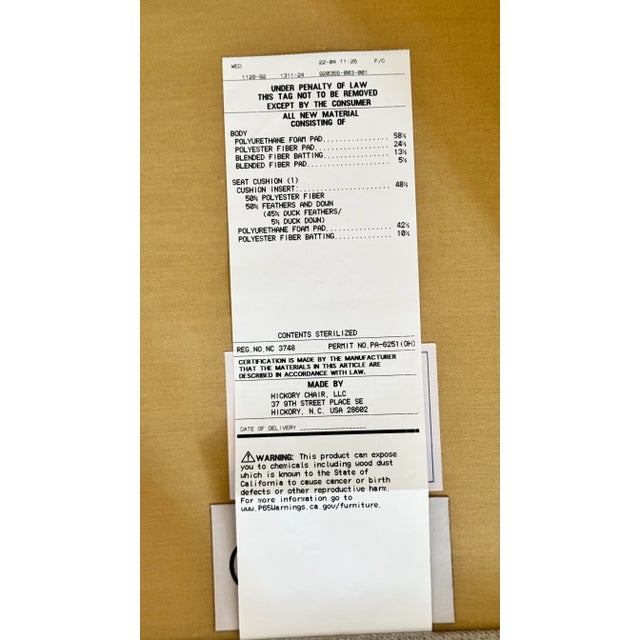 WED 22-04 11:25 F/C
1128-92 1311-24 920355-003-001
UNDER PENALTY OF LAW
THIS TAG NOT TO BE REMOVED
EXCEPT BY THE CONSUMER
ALL NEW MATERIAL
CONSISTING OF
BODY
POLYURETHANE FOAM PAD................ 58%
POLYESTER FIBER PAD.................. 24%
BLENDED FIBER BATTING................ 13%
BLENDED FIBER PAD.................... 5%
SEAT CUSHION (1)
CUSHION INSERT:...................... 48%
50% POLYESTER FIBER
50% FEATHERS AND DOWN
(45% DUCK FEATHERS/
5% DUCK DOWN)
POLYURETHANE FOAM PAD................ 42%
POLYESTER FIBER BATTING.............. 10%
CONTENTS STERILIZED
REG.NO.NC 3748 PERMIT NO.PA-6251(OH)
CERTIFICATION IS MADE BY THE MANUFACTURER
THAT THE MATERIALS IN THIS ARTICLE ARE
DESCRIBED IN ACCORDANCE WITH LAW.
MADE BY
HICKORY CHAIR, LLC
37 9TH STREET PLACE SE
HICKORY, N.C. USA 28602
DATE OF DELIVERY ____________________
⚠WARNING: This product can expose
you to chemicals including wood dust
which is known to the State of
California to cause cancer or birth
defects or other reproductive harm.
For more information go to
www.P65Warnings.ca.gov/furniture.